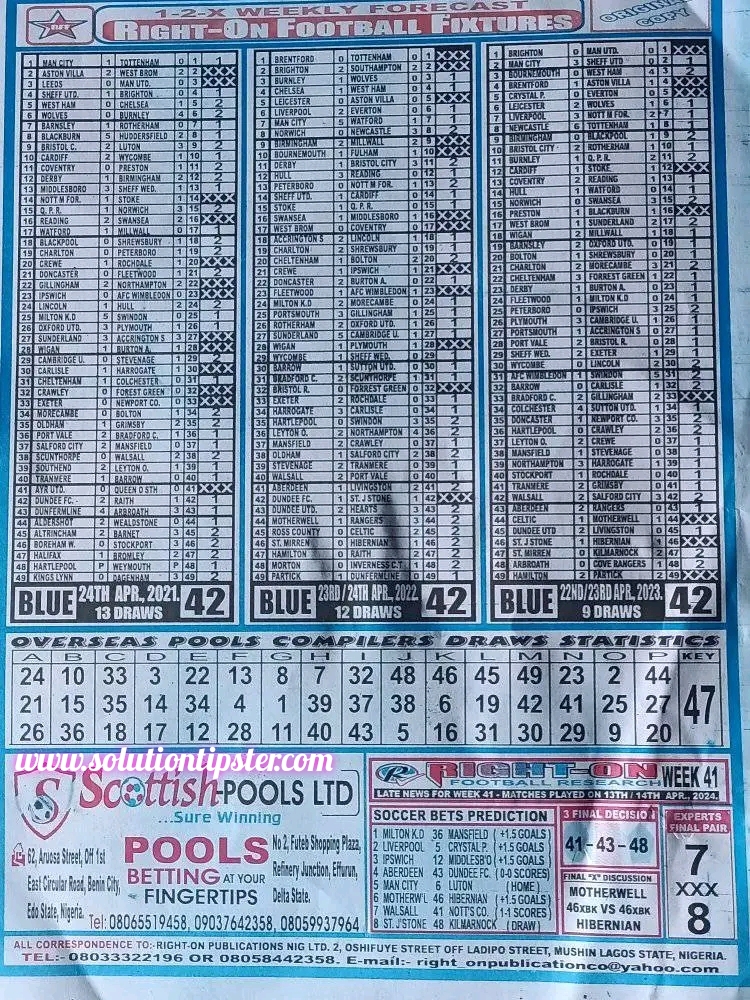 1-2-X WEEKLY FORECAST
RIGHT-ON FOOTBALL FIXTURES
ORIGINAL COPY
1 MAN CITY 1 TOTTENHAM 0 1 1
2 ASTON VILLA 2 WEST BROM 2 2 XXX
3 LEEDS 0 MAN UTD. 0 3 XXX
4 SHEFF UTD. 1 BRIGHTON 0 4 1
5 WEST HAM 0 CHELSEA 1 5 2
6 WOLVES 0 BURNLEY 4 6 2
7 BARNSLEY 1 ROTHERHAM 0 7 1
8 BLACKBURN 5 HUDDERSFIELD 2 8 1
9 BRISTOL C. 2 LUTON 3 9 2
10 CARDIFF 2 WYCOMBE 1 10 1
11 COVENTRY 0 PRESTON 1 11 2
12 DERBY 1 BIRMINGHAM 2 12 2
13 MIDDLESBORO 3 SHEFF WED. 1 13 1
14 NOTT M FOR. 1 STOKE 1 14 XXX
15 Q. P. R. 1 NORWICH 3 15 2
16 READING 2 SWANSEA 2 16 XXX
17 WATFORD 1 MILLWALL 0 17 1
18 BLACKPOOL 0 SHREWSBURY 1 18 2
19 CHARLTON 0 PETERBORO 1 19 2
20 CREWE 1 ROCHDALE 1 20 XXX
21 DONCASTER 0 FLEETWOOD 1 21 2
22 GILLINGHAM 2 NORTHAMPTON 2 22 XXX
23 IPSWICH 0 AFC WIMBLEDON 0 23 XXX
24 LINCOLN 1 HULL 2 24 2
25 MILTON K.D 5 SWINDON 0 25 1
26 OXFORD UTD. 3 PLYMOUTH 1 26 1
27 SUNDERLAND 3 ACCRINGTON S 3 27 XXX
28 WIGAN 1 BURTON A. 1 28 XXX
29 CAMBRIDGE U. 0 STEVENAGE 1 29 2
30 CARLISLE 1 HARROGATE 1 30 XXX
31 CHELTENHAM 1 COLCHESTER 0 31 1
32 CRAWLEY 0 FOREST GREEN 0 32 XXX
33 EXETER 0 NEWPORT CO. 0 33 XXX
34 MORECAMBE 0 BOLTON 1 34 2
35 OLDHAM 1 GRIMSBY 2 35 2
36 PORT VALE 2 BRADFORD C. 1 36 1
37 SALFORD CITY 2 MANSFIELD 0 37 1
38 SCUNTHORPE 0 WALSALL 2 38 2
39 SOUTHEND 2 LEYTON O. 1 39 1
40 TRANMERE 1 BARROW 0 40 1
41 AYR UTD. 0 QUEEN O STH 0 41 XXX
42 DUNDEE FC. 2 RAITH 1 42 1
43 DUNFERMLINE 4 ARBROATH 3 43 1
44 ALDERSHOT 2 WEALDSTONE 0 44 1
45 ALTRINCHAM 2 BARNET 3 45 2
46 BOREHAM W. 0 STOCKPORT 3 46 2
47 HALIFAX 1 BROMLEY 2 47 2
48 HARTLEPOOL P WEYMOUTH P 48 1
49 KINGS LYNN 0 DAGENHAM 3 49 2
BLUE 24TH APR., 2021. 13 DRAWS 42
1 BRENTFORD 0 TOTTENHAM 0 1 XXX
2 BRIGHTON 2 SOUTHAMPTON 2 2 XXX
3 BURNLEY 1 WOLVES 0 3 1
4 CHELSEA 1 WEST HAM 0 4 1
5 LEICESTER 0 ASTON VILLA 0 5 XXX
6 LIVERPOOL 2 EVERTON 0 6 1
7 MAN CITY 5 WATFORD 1 7 1
8 NORWICH 0 NEWCASTLE 3 8 2
9 BIRMINGHAM 2 MILLWALL 2 9 XXX
10 BOURNEMOUTH 1 FULHAM 1 10 XXX
11 DERBY 1 BRISTOL CITY 3 11 2
12 HULL 3 READING 0 12 1
13 PETERBORO 0 NOTT M FOR 1 13 2
14 SHEFF UTD. 1 CARDIFF 0 14 1
15 STOKE 1 Q. P. R. 0 15 1
16 SWANSEA 1 MIDDLESBORO 1 16 XXX
17 WEST BROM 0 COVENTRY 0 17 XXX
18 ACCRINGTON S 2 LINCOLN 1 18 1
19 CHARLTON 2 SHREWSBURY 0 19 1
20 CHELTENHAM 1 BOLTON 2 20 2
21 CREWE 1 IPSWICH 1 21 XXX
22 DONCASTER 2 BURTON A. 0 22 1
23 FLEETWOOD 1 AFC WIMBLEDON 1 23 XXX
24 MILTON K.D 2 MORECAMBE 0 24 1
25 PORTSMOUTH 3 GILLINGHAM 1 25 1
26 ROTHERHAM 2 OXFORD UTD. 1 26 1
27 SUNDERLAND 5 CAMBRIDGE U. 1 27 1
28 WIGAN 1 PLYMOUTH 1 28 XXX
29 WYCOMBE 1 SHEFF WED. 0 29 1
30 BARROW 1 SUTTON UTD. 0 30 1
31 BRADFORD C. 2 SCUNTHORPE 1 31 1
32 BRISTOL R. 0 FORREST GREEN 0 32 XXX
33 EXETER 2 ROCHDALE 0 33 1
34 HARROGATE 3 CARLISLE 0 34 1
35 HARTLEPOOL 0 SWINDON 3 35 2
36 LEYTON O. 2 NORTHAMPTON 4 36 2
37 MANSFIELD 2 CRAWLEY 0 37 1
38 OLDHAM 1 SALFORD CITY 2 38 2
39 STEVENAGE 2 TRANMERE 0 39 1
40 WALSALL 2 PORT VALE 0 40 1
41 ABERDEEN 1 LIVINGSTON 2 41 2
42 DUNDEE FC. 1 ST. J STONE 1 42 XXX
43 DUNDEE UTD. 2 HEARTS 3 43 2
44 MOTHERWELL 1 RANGERS 3 44 2
45 ROSS COUNTY 0 CELTIC 2 45 2
46 ST. MIRREN 0 HIBERNIAN 1 46 2
47 HAMILTON 0 RAITH 2 47 2
48 MORTON 0 INVERNESS C.T 1 48 2
49 PARTICK 1 DUNFERMLINE 0 49 1
BLUE 23RD / 24TH APR., 2022. 12 DRAWS 42
1 BRIGHTON 0 MAN UTD. 0 1 XXX
2 MAN CITY 3 SHEFF UTD 0 2 1
3 BOURNEMOUTH 0 WEST HAM 4 3 2
4 BRENTFORD 1 ASTON VILLA 1 4 XXX
5 CRYSTAL P. 0 EVERTON 0 5 XXX
6 LEICESTER 2 WOLVES 1 6 1
7 LIVERPOOL 3 NOTT M FOR. 2 7 1
8 NEWCASTLE 6 TOTTENHAM 1 8 1
9 BIRMINGHAM 0 BLACKPOOL 1 9 2
10 BRISTOL CITY 2 ROTHERHAM 1 10 1
11 BURNLEY 1 Q. P. R. 2 11 2
12 CARDIFF 1 STOKE 1 12 XXX
13 COVENTRY 2 READING 1 13 1
14 HULL 1 WATFORD 0 14 1
15 NORWICH 0 SWANSEA 3 15 2
16 PRESTON 1 BLACKBURN 1 16 XXX
17 WEST BROM 1 SUNDERLAND 2 17 2
18 WIGAN 2 MILLWALL 1 18 1
19 BARNSLEY 2 OXFORD UTD. 0 19 1
20 BOLTON 1 SHREWSBURY 0 20 1
21 CHARLTON 2 MORECAMBE 3 21 2
22 CHELTENHAM 3 FORREST GREEN 1 22 1
23 DERBY 1 BURTON A. 0 23 1
24 FLEETWOOD 1 MILTON K.D 0 24 1
25 PETERBORO 0 IPSWICH 3 25 2
26 PLYMOUTH 3 CAMBRIDGE U. 1 26 1
27 PORTSMOUTH 1 ACCRINGTON S 0 27 1
28 PORT VALE 2 BRISTOL R. 0 28 1
29 SHEFF WED. 2 EXETER 1 29 1
30 WYCOMBE 0 LINCOLN 2 30 2
31 AFC WIMBLEDON 1 SWINDON 5 31 2
32 BARROW 0 CARLISLE 1 32 2
33 BRADFORD C. 2 GILLINGHAM 2 33 XXX
34 COLCHESTER 4 SUTTON UTD. 1 34 1
35 DONCASTER 0 NEWPORT CO. 2 35 2
36 HARTLEPOOL 0 CRAWLEY 2 36 2
37 LEYTON O. 2 CREWE 0 37 1
38 MANSFIELD 1 STEVENAGE 0 38 1
39 NORTHAMPTON 3 HARROGATE 1 39 1
40 STOCKPORT 1 ROCHDALE 0 40 1
41 TRANMERE 2 GRIMSBY 0 41 1
42 WALSALL 2 SALFORD CITY 3 42 2
43 ABERDEEN 2 RANGERS 0 43 1
44 CELTIC 1 MOTHERWELL 1 44 XXX
45 DUNDEE UTD 2 LIVINGSTON 0 45 1
46 ST. J STONE 1 HIBERNIAN 1 46 XXX
47 ST. MIRREN 0 KILMARNOCK 2 47 2
48 ARBROATH 0 COVE RANGERS 1 48 2
49 HAMILTON 2 PARTICK 2 49 XXX
BLUE 22ND/23RD APR, 2023. 9 DRAWS 42
OVERSEAS POOLS COMPILERS DRAWS STATISTICS
A B C D E F G H I J K L M N O P KEY
24 10 33 3 22 13 8 7 32 48 46 45 49 23 2 44
21 15 35 14 34 4 1 39 37 38 6 19 42 41 25 27
26 36 18 17 12 28 11 40 43 5 16 31 30 29 9 20
47
www.solutiontipster.com
Scottish-POOLS LTD
...Sure Winning
62, Aruosa Street, Off 1st
East Circular Road, Benin City,
Edo State, Nigeria.
POOLS
BETTING AT YOUR
FINGERTIPS
No 2, Futeb Shopping Plaza,
Refinery Junction, Effurun,
Delta State.
Tel: 08065519458, 09037642358, 08059937964
RIGHT-ON
FOOTBALL RESEARCH
WEEK 41
LATE NEWS FOR WEEK 41 - MATCHES PLAYED ON 13TH / 14TH APR., 2024.
SOCCER BETS PREDICTION
1 MILTON K.D 36 MANSFIELD (+1.5 GOALS)
2 LIVERPOOL 5 CRYSTAL P. (+1.5 GOALS)
3 IPSWICH 12 MIDDLESB'O (+1.5 GOALS)
4 ABERDEEN 43 DUNDEE FC. (0-0 SCORES)
5 MAN CITY 6 LUTON (HOME)
6 MOTHERW'L 46 HIBERNIAN (+1.5 GOALS)
7 WALSALL 41 NOTT'S CO. (1-1 SCORES)
8 ST. J'STONE 48 KILMARNOCK (DRAW)
3 FINAL DECISION
41-43-48
FINAL "X" DISCUSSION
MOTHERWELL
46XBK VS 46XBK
HIBERNIAN
EXPERTS
FINAL PAIR
7
XXX
8
ALL CORRESPONDENCE TO:-RIGHT-ON PUBLICATIONS NIG LTD. 2, OSHIFUYE STREET OFF LADIPO STREET, MUSHIN LAGOS STATE, NIGERIA.
TEL:- 08033322196 OR 08058442358. E-mail:- right_onpublicationco@yahoo.com